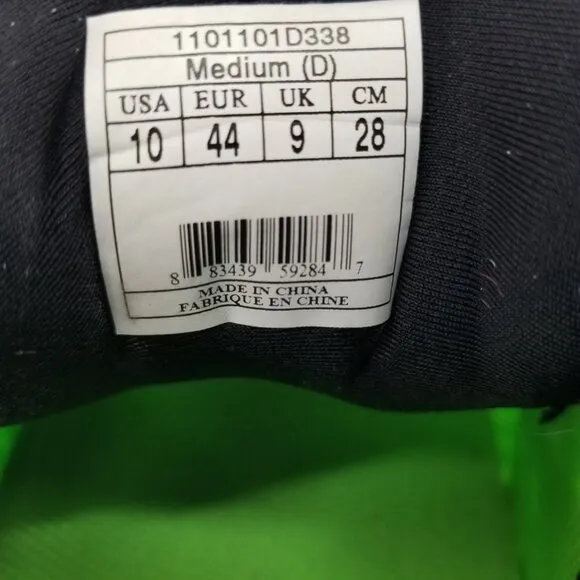 1101101D338
Medium (D)
USA EUR UK CM
10 44 9 28
8 83439 59284 7
MADE IN CHINA
FABRIQUE EN CHINE